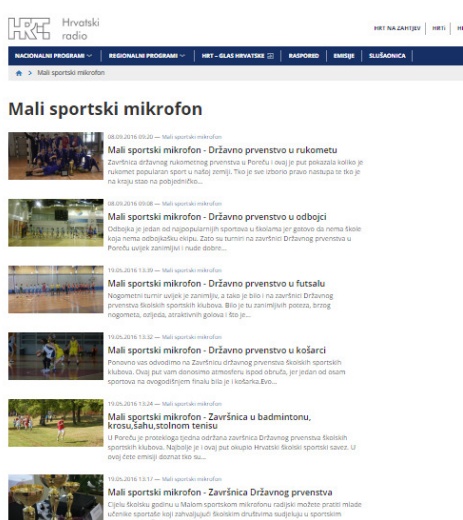 HRT Hrvatski
radio
HRT NA ZAHTJEV HRTi
NACIONALNI PROGRAMI REGIONALNI PROGRAMI HRT – GLAS HRVATSKE RASPORED EMISIJE SLUŠAONICA
> Mali sportski mikrofon
Mali sportski mikrofon
08.09.2016 09:20 — Mali sportski mikrofon
Mali sportski mikrofon - Državno prvenstvo u rukometu
Završnica državnog rukometnog prvenstva u Poreču i ovaj je put pokazala koliko je
rukomet popularan sport u našoj zemlji. Tko je sve izborio pravo nastupa te tko je
na kraju stao na pobjedničko...
08.09.2016 09:08 — Mali sportski mikrofon
Mali sportski mikrofon - Državno prvenstvo u odbojci
Odbojka je jedan od najpopularnijih sportova u školama jer gotovo da nema škole
koja nema odbojkašku ekipu. Zato su turniri na završnici Državnog prvenstva u
Poreču uvijek zanimljivi i nude dobre...
19.05.2016 13:39 — Mali sportski mikrofon
Mali sportski mikrofon - Državno prvenstvo u futsalu
Nogometni turnir uvijek je zanimljiv, a tako je bilo i na završnici Državnog
prvenstva školskih sportskih klubova. Bilo je tu zanimljivih poteza, brzog
nogometa, ozljeda, atraktivnih golova i što je...
19.05.2016 13:32 — Mali sportski mikrofon
Mali sportski mikrofon - Državno prvenstvo u košarci
Ponovno vas odvodimo na Završnicu državnog prvenstva školskih sportskih
klubova. Ovaj put vam donosimo atmosferu ispod obruča, jer jedan od osam
sportova na ovogodišnjem finalu bila je i košarka.Evo...
19.05.2016 13:24 — Mali sportski mikrofon
Mali sportski mikrofon - Završnica u badmintonu,
krosu,šahu,stolnom tenisu
U Poreču je protekloga tjedna održana završnica Državnog prvenstva školskih
sportskih klubova. Najbolje je i ovaj put okupio Hrvatski školski sportski savez. U
ovoj ćete emisiji doznat tko su...
19.05.2016 13:17 — Mali sportski mikrofon
Mali sportski mikrofon - Završnica Državnog prvenstva
Cijelu školsku godinu u Malom sportskom mikrofonu radijski možete pratiti mlade
učenike sportaše koji zahvaljujući školskim društvima sudjeluju u sportskim